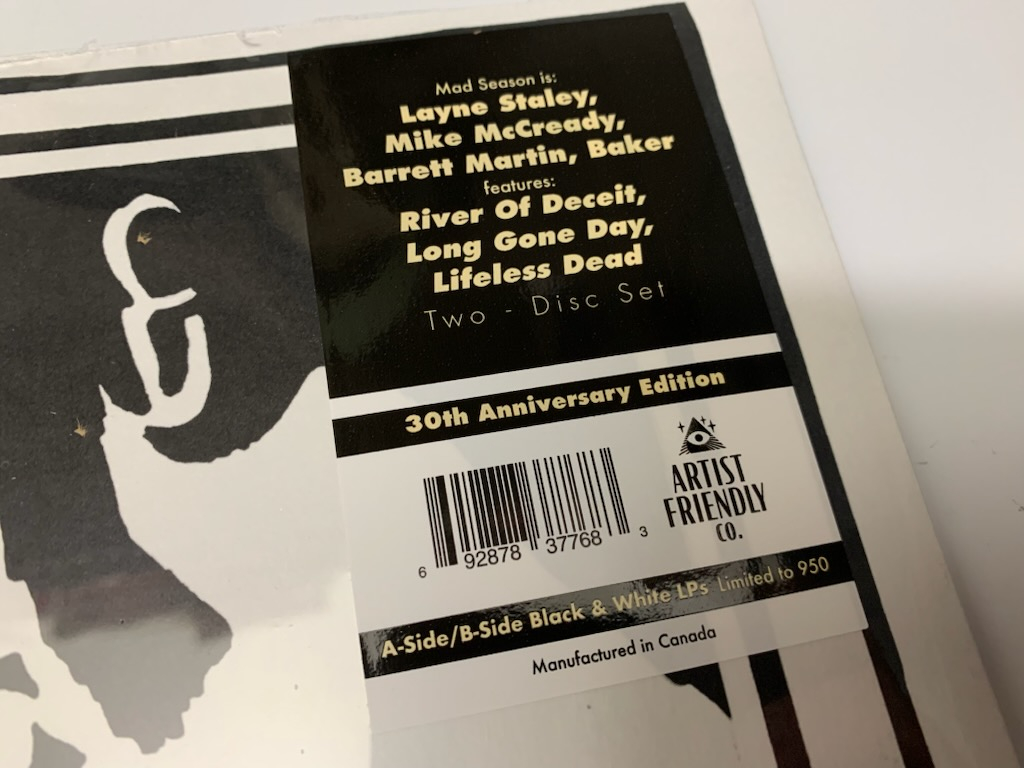 Mad Season is:
Layne Staley,
Mike McCready,
Barrett Martin, Baker
features:
River Of Deceit,
Long Gone Day,
Lifeless Dead
Two - Disc Set
30th Anniversary Edition
6 92878 37768 3
ARTIST
FRIENDLY
CO.
A-Side/B-Side Black & White LPs Limited to 950
Manufactured in Canada